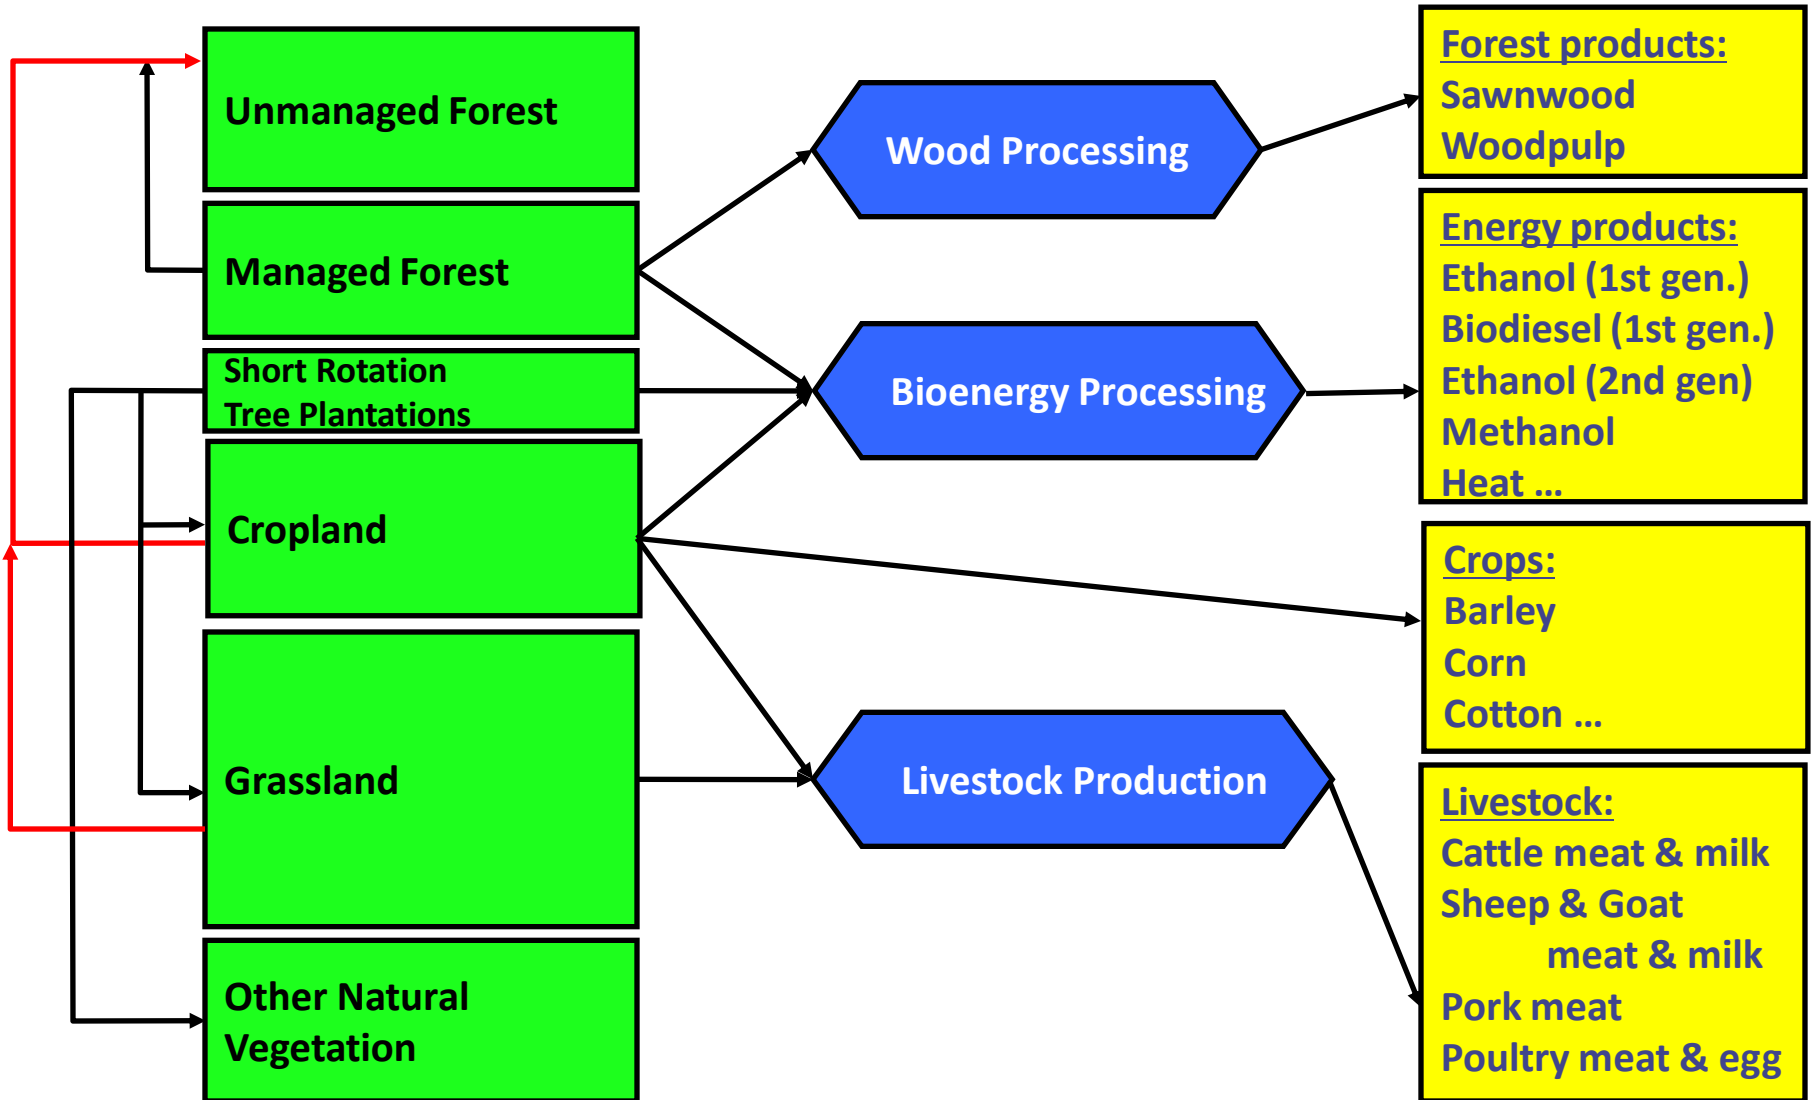 Unmanaged Forest
Managed Forest
Short Rotation
Tree Plantations
Cropland
Grassland
Other Natural
Vegetation
Wood Processing
Bioenergy Processing
Livestock Production
Forest products:
Sawnwood
Woodpulp
Energy products:
Ethanol (1st gen.)
Biodiesel (1st gen.)
Ethanol (2nd gen)
Methanol
Heat ...
Crops:
Barley
Corn
Cotton ...
Livestock:
Cattle meat & milk
Sheep & Goat
meat & milk
Pork meat
Poultry meat & egg